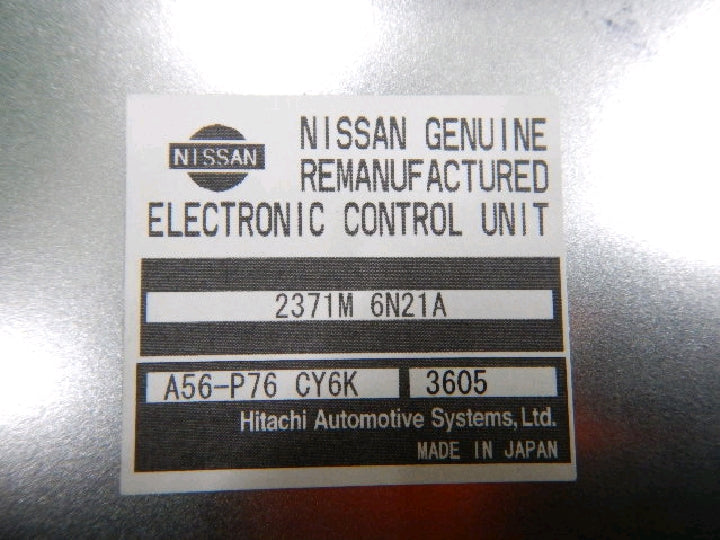 NISSAN
NISSAN GENUINE
REMANUFACTURED
ELECTRONIC CONTROL UNIT
2371M 6N21A
A56-P76 CY6K 3605
Hitachi Automotive Systems, Ltd.
MADE IN JAPAN